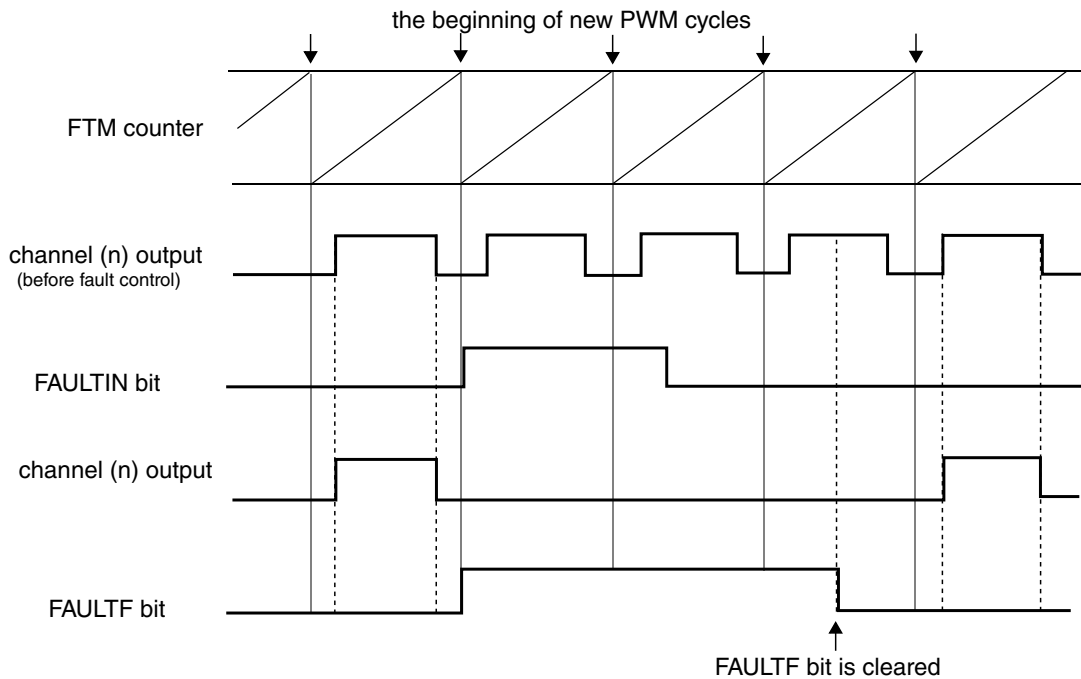 the beginning of new PWM cycles
FTM counter
channel (n) output
(before fault control)
FAULTIN bit
channel (n) output
FAULTF bit
FAULTF bit is cleared